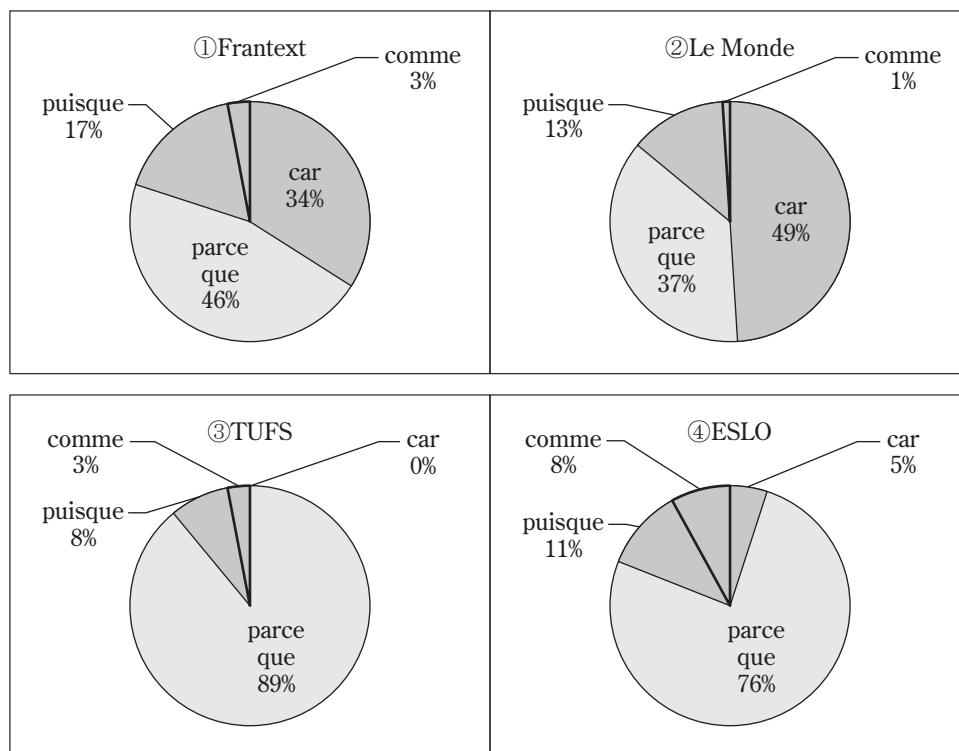 ①Frantext
comme
3%
puisque
17%
car
34%
parce
que
46%
②Le Monde
comme
1%
puisque
13%
car
49%
parce
que
37%
③TUFS
comme
3%
car
0%
puisque
8%
parce
que
89%
④ESLO
comme
8%
car
5%
puisque
11%
parce
que
76%